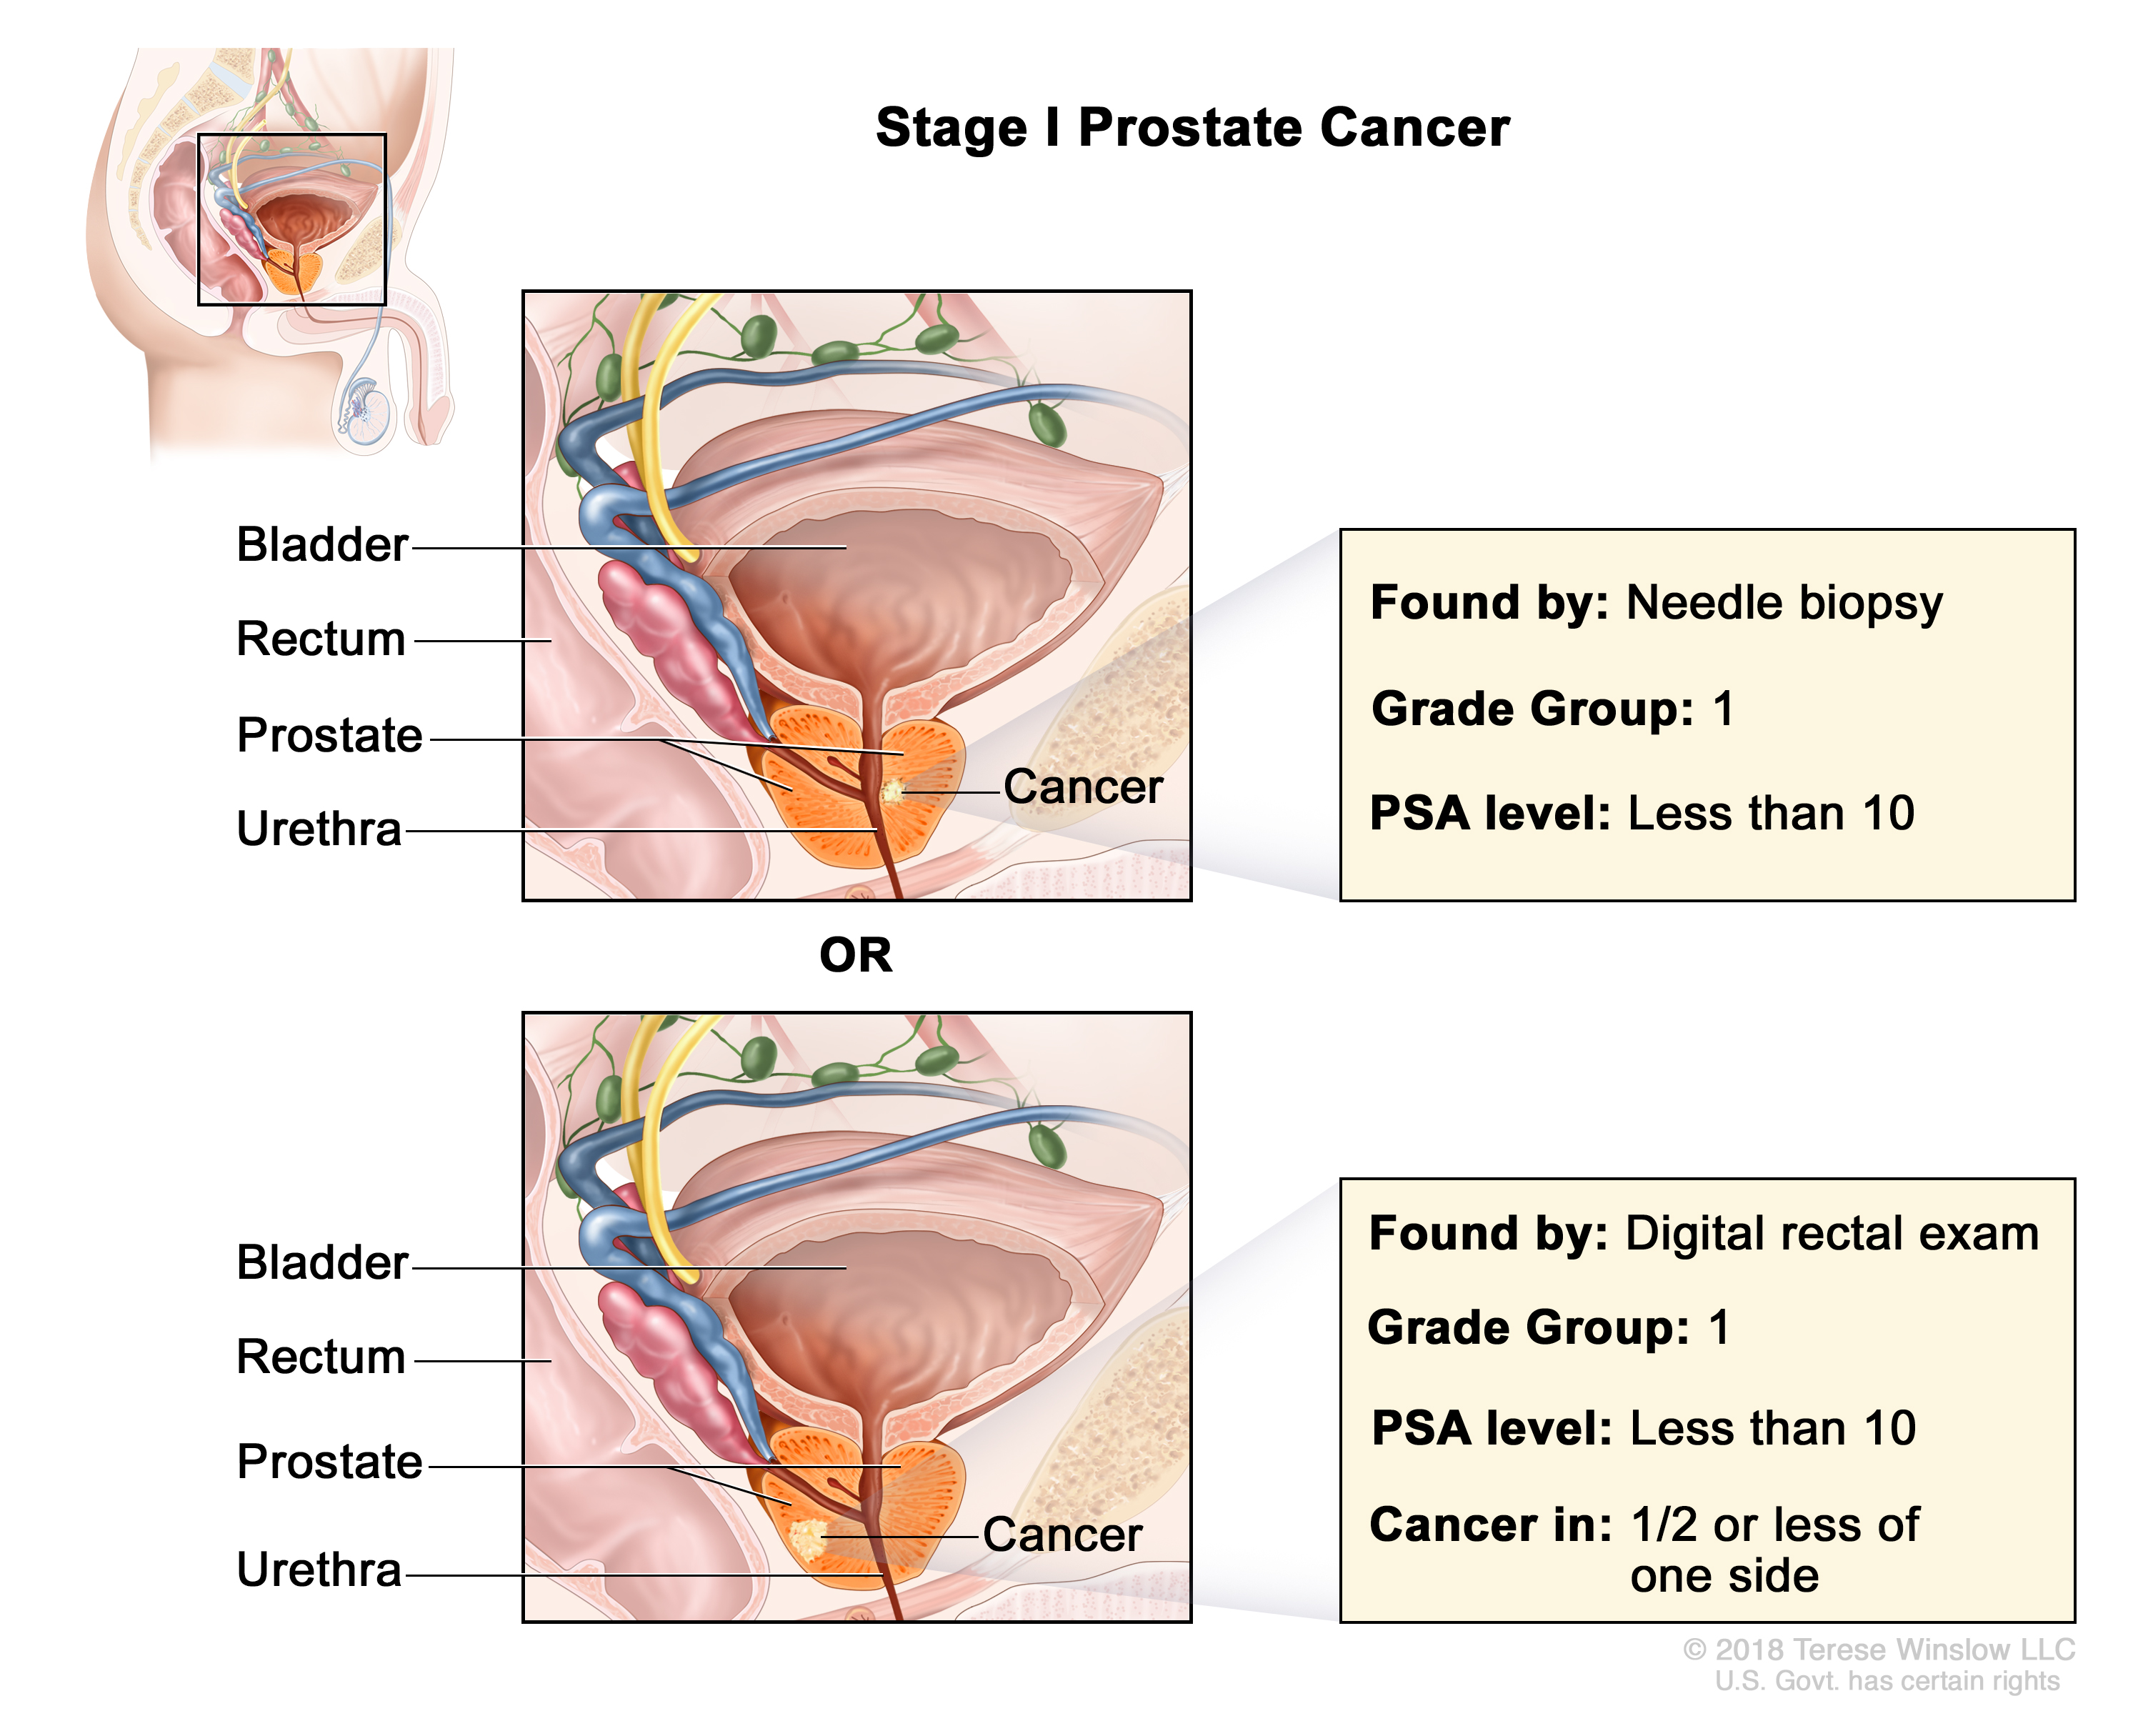 Stage I Prostate Cancer
Bladder
Rectum
Prostate
Urethra
Cancer
Found by: Needle biopsy
Grade Group: 1
PSA level: Less than 10
OR
Bladder
Rectum
Prostate
Urethra
Cancer
Found by: Digital rectal exam
Grade Group: 1
PSA level: Less than 10
Cancer in: 1/2 or less of
one side
© 2018 Terese Winslow LLC
U.S. Govt. has certain rights